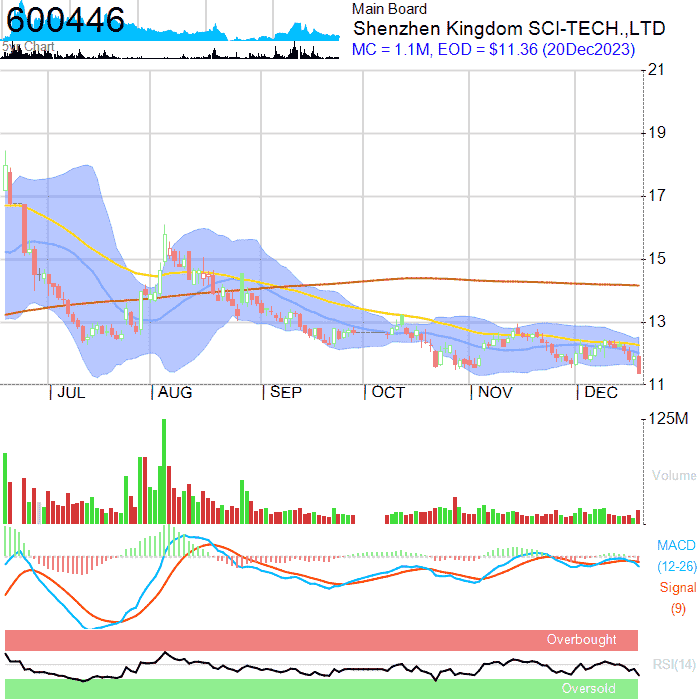 600446
5yr Chart
Main Board
Shenzhen Kingdom SCI-TECH.,LTD
MC = 1.1M, EOD = $11.36 (20Dec2023)
21
19
17
15
13
11
JUL AUG SEP OCT NOV DEC
125M
Volume
MACD
(12-26)
Signal
(9)
Overbought
RSI(14)
Oversold